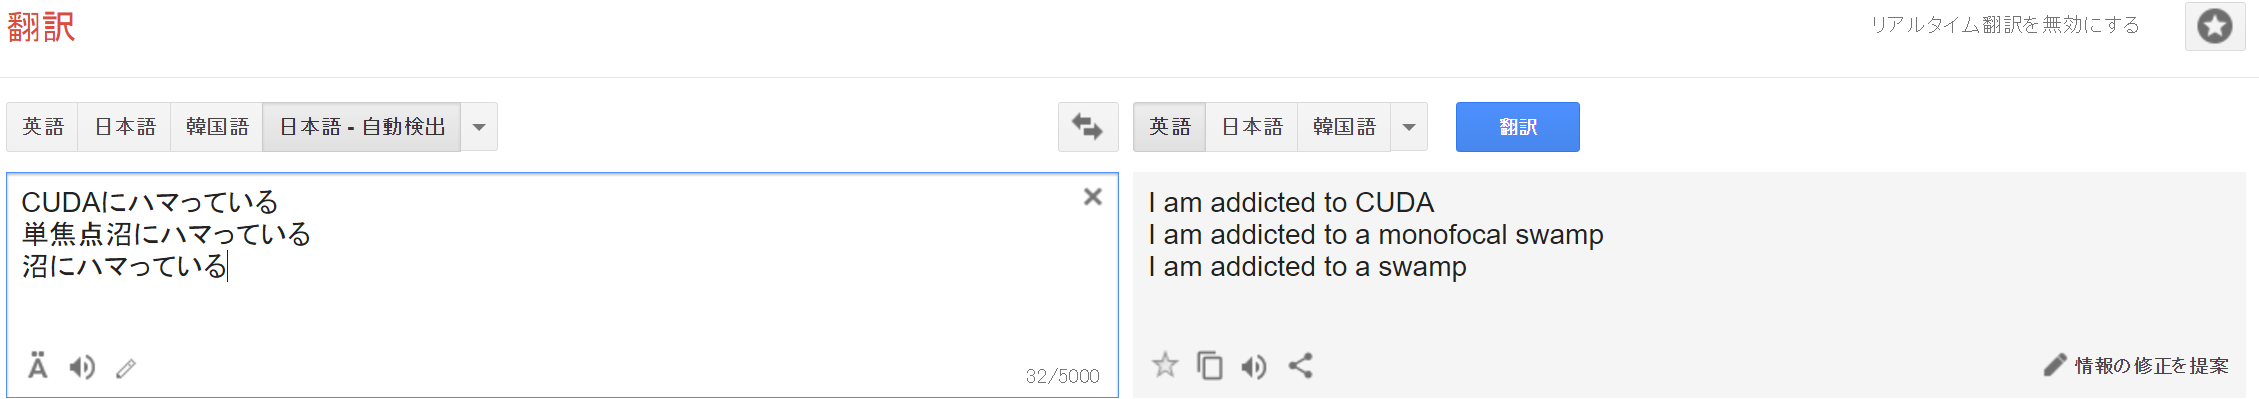 翻訳
リアルタイム翻訳を無効にする
英語 日本語 韓国語 日本語 - 自動検出
英語 日本語 韓国語 翻訳
CUDAにハマっている
単焦点沼にハマっている
沼にハマっている
Ä
32/5000
I am addicted to CUDA
I am addicted to a monofocal swamp
I am addicted to a swamp
情報の修正を提案